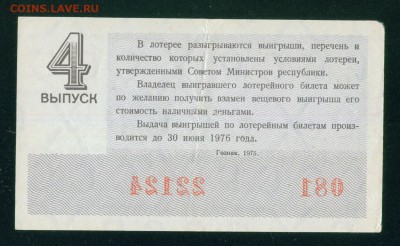 COINS.LAVE.RU
4
ВЫПУСК
В лотерее разыгрываются выигрыши, перечень и
количество которых установлены условиями лотереи,
утвержденными Советом Министров республики.
Владелец выигравшего лотерейного билета может
по желанию получить взамен вещевого выигрыша его
стоимость наличными деньгами.
Выдача выигрышей по лотерейным билетам произ-
водится до 30 июня 1976 года.
Гознак. 1975.
081 22124